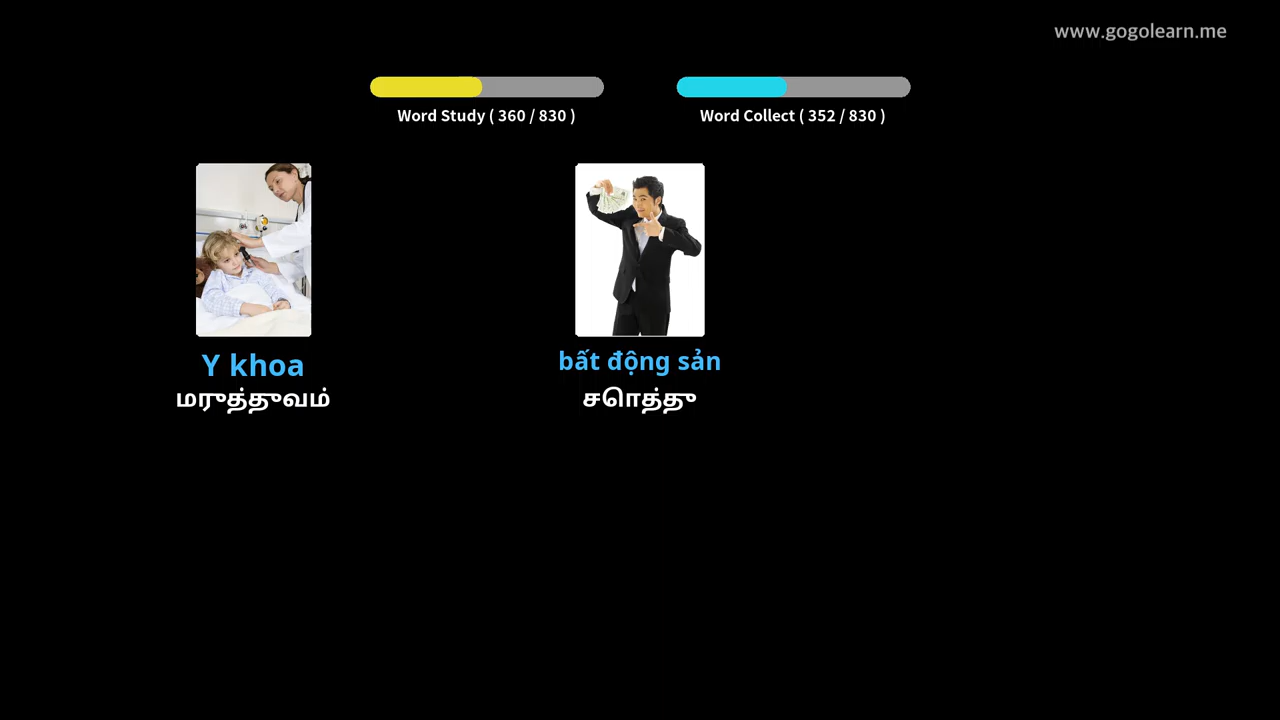 www.gogolearn.me
Word Study ( 360 / 830 )
Word Collect ( 352 / 830 )
Y khoa
மருத்துவம்
bất động sản
சொத்து